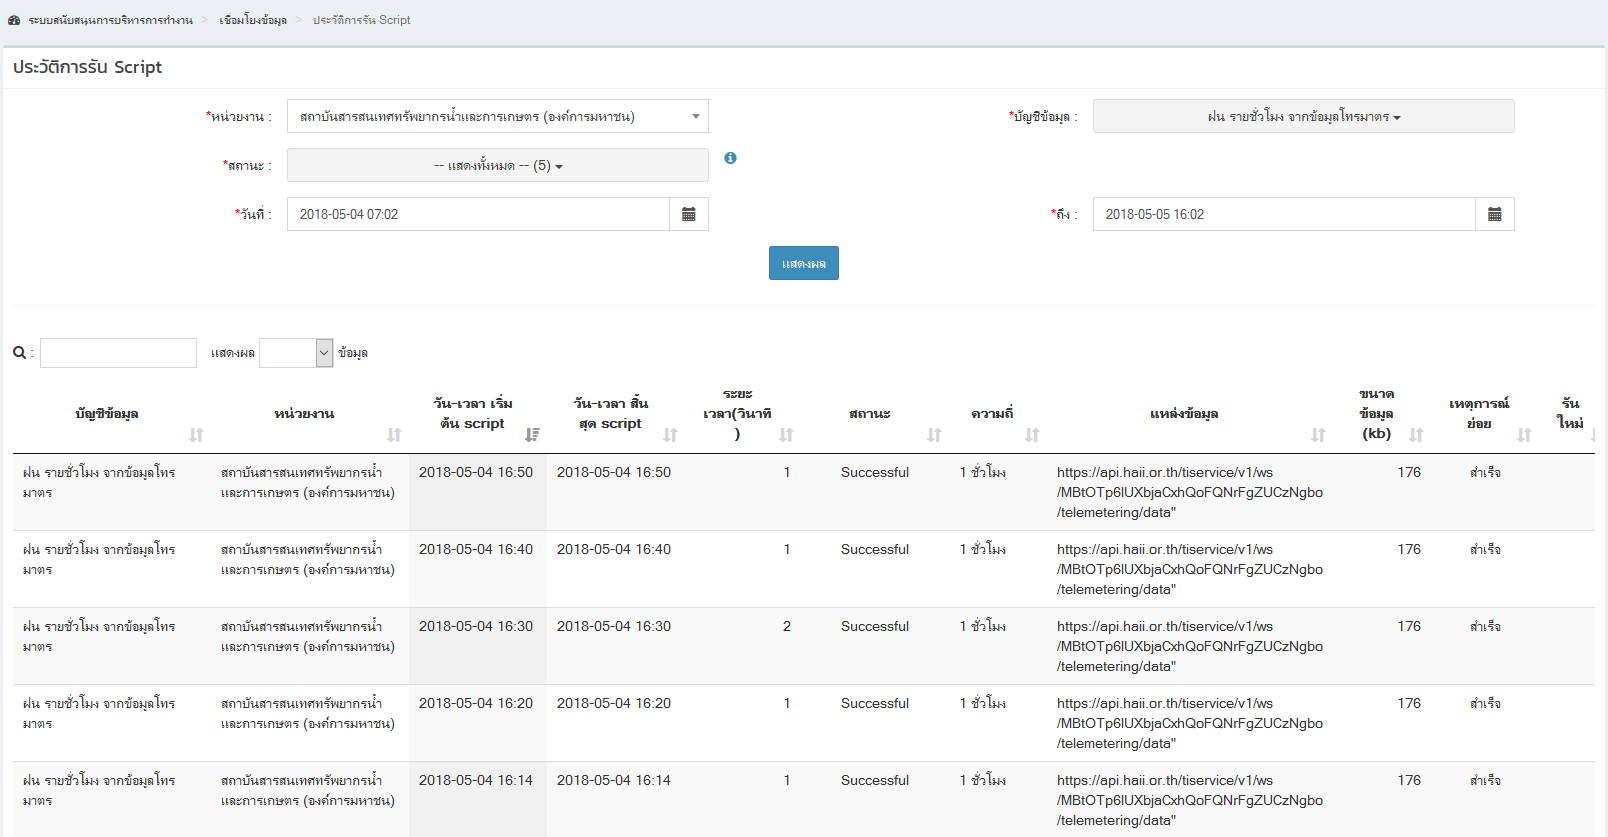 ระบบสนับสนุนการบริหารการทำงาน > เชื่อมโยงข้อมูล > ประวัติการรัน Script
ประวัติการรัน Script
*หน่วยงาน : สถาบันสารสนเทศทรัพยากรน้ำและการเกษตร (องค์การมหาชน) *บัญชีข้อมูล : ฝน รายชั่วโมง จากข้อมูลโทรมาตร
*สถานะ : -- แสดงทั้งหมด -- (5)
*วันที่ : 2018-05-04 07:02 *ถึง : 2018-05-05 16:02
แสดงผล
: แสดงผล ข้อมูล
บัญชีข้อมูล
หน่วยงาน
วัน-เวลา เริ่ม
ต้น script
วัน-เวลา สิ้น
สุด script
ระยะ
เวลา(วินาที
)
สถานะ
ความถี่
แหล่งข้อมูล
ขนาด
ข้อมูล
(kb)
เหตุการณ์
ย่อย
รัน
ใหม่
ฝน รายชั่วโมง จากข้อมูลโทร
มาตร
สถาบันสารสนเทศทรัพยากรน้ำ
และการเกษตร (องค์การมหาชน)
2018-05-04 16:50
2018-05-04 16:50
1
Successful
1 ชั่วโมง
https://api.haii.or.th/tiservice/v1/ws
/MBtOTp6lUXbjaCxhQoFQNrFgZUCzNgbo
/telemetering/data"
176
สำเร็จ
ฝน รายชั่วโมง จากข้อมูลโทร
มาตร
สถาบันสารสนเทศทรัพยากรน้ำ
และการเกษตร (องค์การมหาชน)
2018-05-04 16:40
2018-05-04 16:40
1
Successful
1 ชั่วโมง
https://api.haii.or.th/tiservice/v1/ws
/MBtOTp6lUXbjaCxhQoFQNrFgZUCzNgbo
/telemetering/data"
176
สำเร็จ
ฝน รายชั่วโมง จากข้อมูลโทร
มาตร
สถาบันสารสนเทศทรัพยากรน้ำ
และการเกษตร (องค์การมหาชน)
2018-05-04 16:30
2018-05-04 16:30
2
Successful
1 ชั่วโมง
https://api.haii.or.th/tiservice/v1/ws
/MBtOTp6lUXbjaCxhQoFQNrFgZUCzNgbo
/telemetering/data"
176
สำเร็จ
ฝน รายชั่วโมง จากข้อมูลโทร
มาตร
สถาบันสารสนเทศทรัพยากรน้ำ
และการเกษตร (องค์การมหาชน)
2018-05-04 16:20
2018-05-04 16:20
1
Successful
1 ชั่วโมง
https://api.haii.or.th/tiservice/v1/ws
/MBtOTp6lUXbjaCxhQoFQNrFgZUCzNgbo
/telemetering/data"
176
สำเร็จ
ฝน รายชั่วโมง จากข้อมูลโทร
มาตร
สถาบันสารสนเทศทรัพยากรน้ำ
และการเกษตร (องค์การมหาชน)
2018-05-04 16:14
2018-05-04 16:14
1
Successful
1 ชั่วโมง
https://api.haii.or.th/tiservice/v1/ws
/MBtOTp6lUXbjaCxhQoFQNrFgZUCzNgbo
/telemetering/data"
176
สำเร็จ